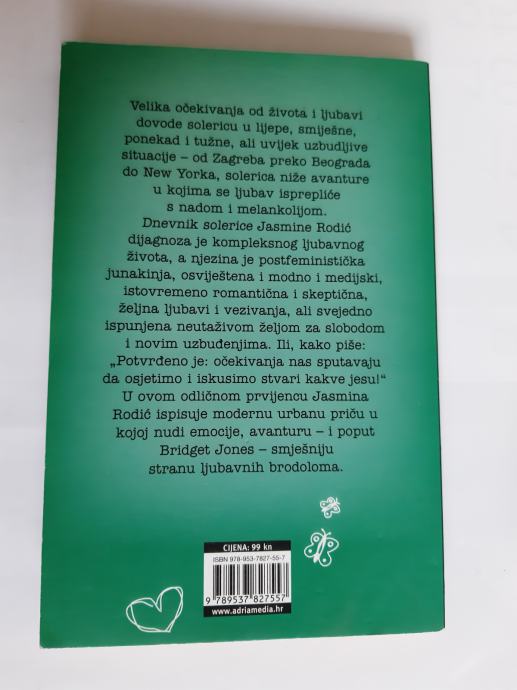 Velika očekivanja od života i ljubavi
dovode solericu u lijepe, smiješne,
ponekad i tužne, ali uvijek uzbudljive
situacije – od Zagreba preko Beograda
do New Yorka, solerica niže avanture
u kojima se ljubav isprepliće
s nadom i melankolijom.
Dnevnik solerice Jasmine Rodić
dijagnoza je kompleksnog ljubavnog
života, a njezina je postfeministička
junakinja, osviještena i modno i medijski,
istovremeno romantična i skeptična,
željna ljubavi i vezivanja, ali svejedno
ispunjena neutaživom željom za slobodom
i novim uzbuđenjima. Ili, kako piše:
„Potvrđeno je: očekivanja nas sputavaju
da osjetimo i iskusimo stvari kakve jesu!“
U ovom odličnom prvijencu Jasmina
Rodić ispisuje modernu urbanu priču u
kojoj nudi emocije, avanturu – i poput
Bridget Jones – smješniju
stranu ljubavnih brodoloma.
CIJENA: 99 kn
ISBN 978-953-7827-55-7
9 789537 827557
www.adriamedia.hr